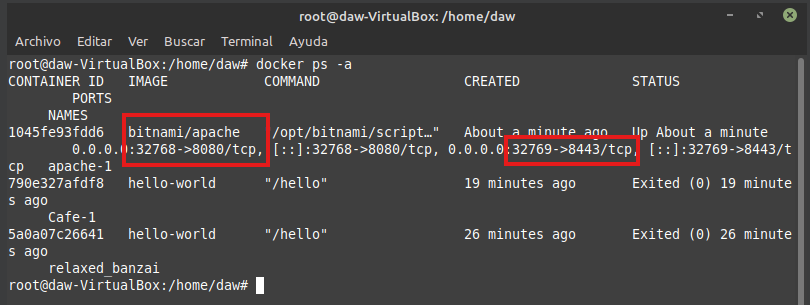 root@daw-VirtualBox: /home/daw
Archivo Editar Ver Buscar Terminal Ayuda
root@daw-VirtualBox:/home/daw# docker ps -a
CONTAINER ID   IMAGE            COMMAND                  CREATED              STATUS
        PORTS
     NAMES
1045fe93fdd6   bitnami/apache   "/opt/bitnami/script…"   About a minute ago   Up About a minute
        0.0.0.0:32768->8080/tcp, [::]:32768->8080/tcp, 0.0.0.0:32769->8443/tcp, [::]:32769->8443/t
cp   apache-1
790e327afdf8   hello-world      "/hello"                 19 minutes ago       Exited (0) 19 minute
s ago
     Cafe-1
5a0a07c26641   hello-world      "/hello"                 26 minutes ago       Exited (0) 26 minute
s ago
     relaxed_banzai
root@daw-VirtualBox:/home/daw#